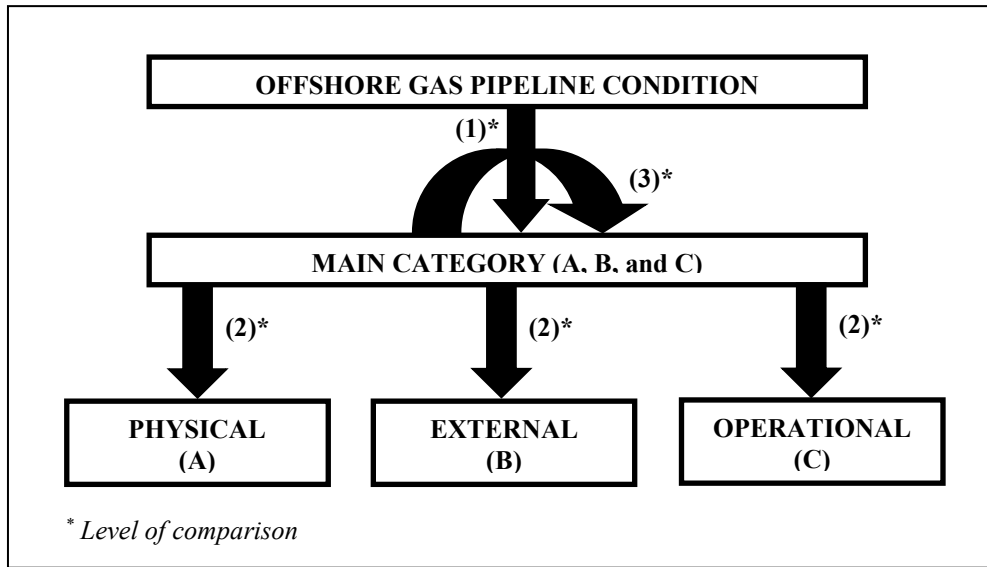 OFFSHORE GAS PIPELINE CONDITION
(1)*
(3)*
MAIN CATEGORY (A, B, and C)
(2)* (2)* (2)*
PHYSICAL
(A)
EXTERNAL
(B)
OPERATIONAL
(C)
* Level of comparison